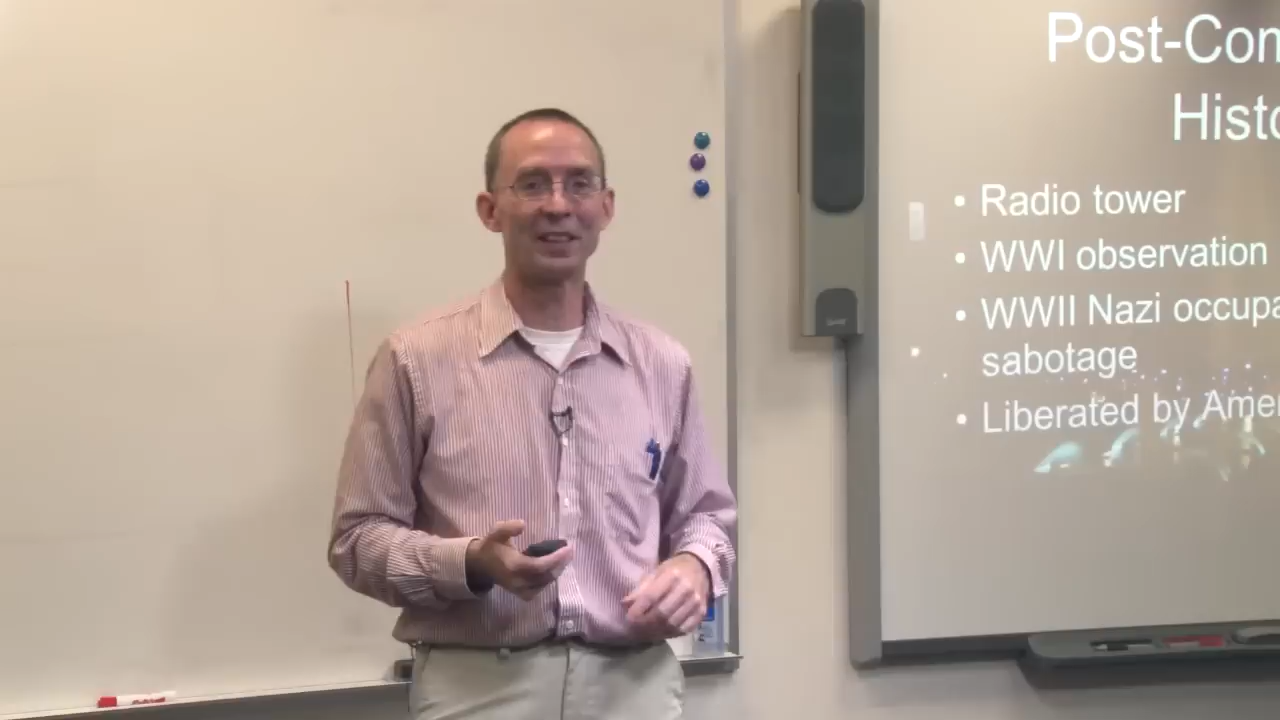 Post-Com
Histo
• Radio tower
• WWI observation
• WWII Nazi occupa
sabotage
• Liberated by Amer